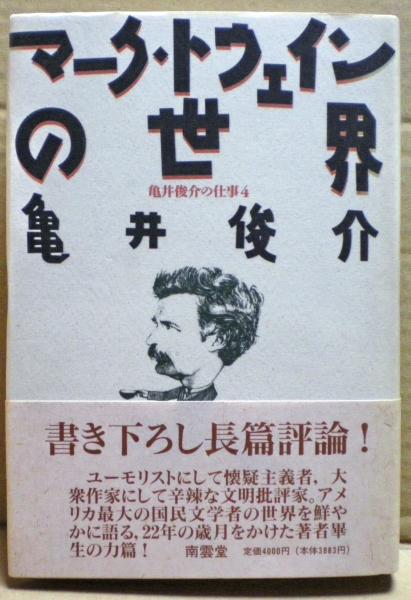 マーク・トウェイン
の世界
亀井俊介の仕事4
亀井俊介
書き下ろし長篇評論！
ユーモリストにして懐疑主義者，大
衆作家にして辛辣な文明批評家。アメ
リカ最大の国民文学者の世界を鮮や
かに語る，22年の歳月をかけた著者畢
生の力篇！ 南雲堂 定価4000円（本体3883円）